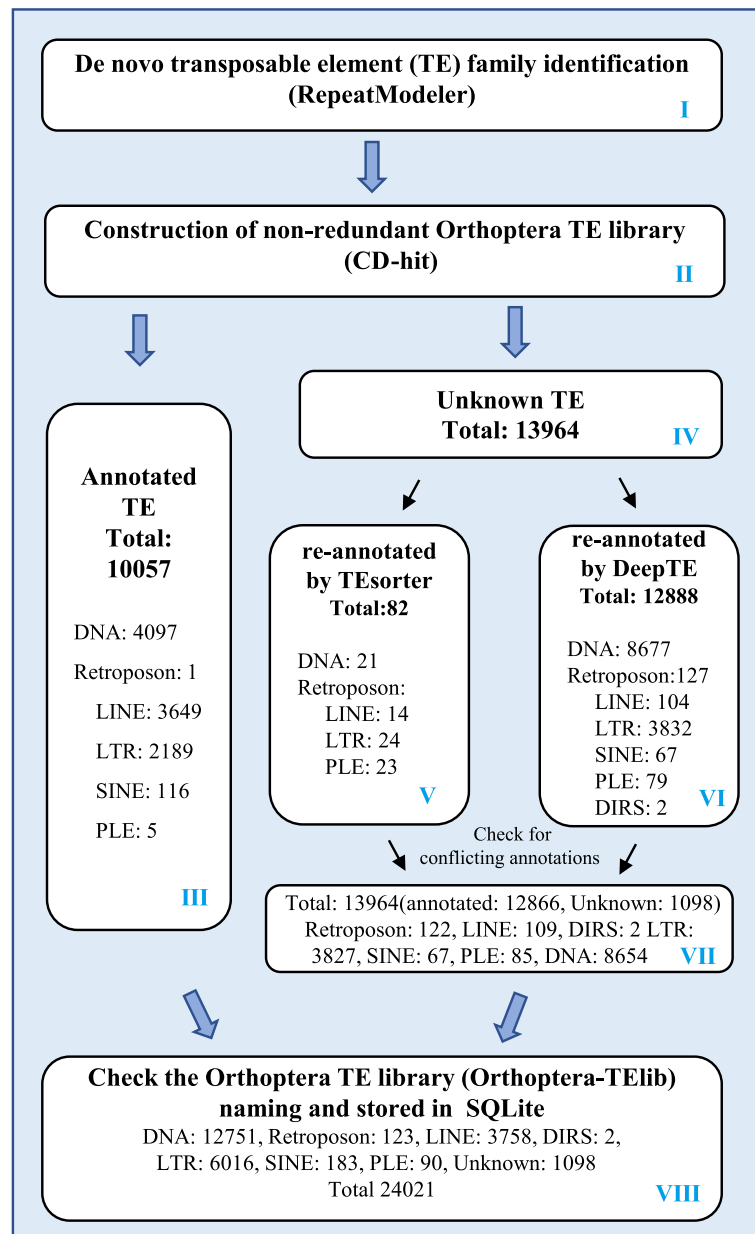 De novo transposable element (TE) family identification
(RepeatModeler)
I
Construction of non-redundant Orthoptera TE library
(CD-hit)
II
Annotated
TE
Total:
10057
DNA: 4097
Retroposon: 1
LINE: 3649
LTR: 2189
SINE: 116
PLE: 5
III
Unknown TE
Total: 13964
IV
re-annotated
by TEsorter
Total:82
DNA: 21
Retroposon:
LINE: 14
LTR: 24
PLE: 23
V
re-annotated
by DeepTE
Total: 12888
DNA: 8677
Retroposon:127
LINE: 104
LTR: 3832
SINE: 67
PLE: 79
DIRS: 2
VI
Check for
conflicting annotations
Total: 13964(annotated: 12866, Unknown: 1098)
Retroposon: 122, LINE: 109, DIRS: 2 LTR:
3827, SINE: 67, PLE: 85, DNA: 8654
VII
Check the Orthoptera TE library (Orthoptera-TElib)
naming and stored in SQLite
DNA: 12751, Retroposon: 123, LINE: 3758, DIRS: 2,
LTR: 6016, SINE: 183, PLE: 90, Unknown: 1098
Total 24021
VIII